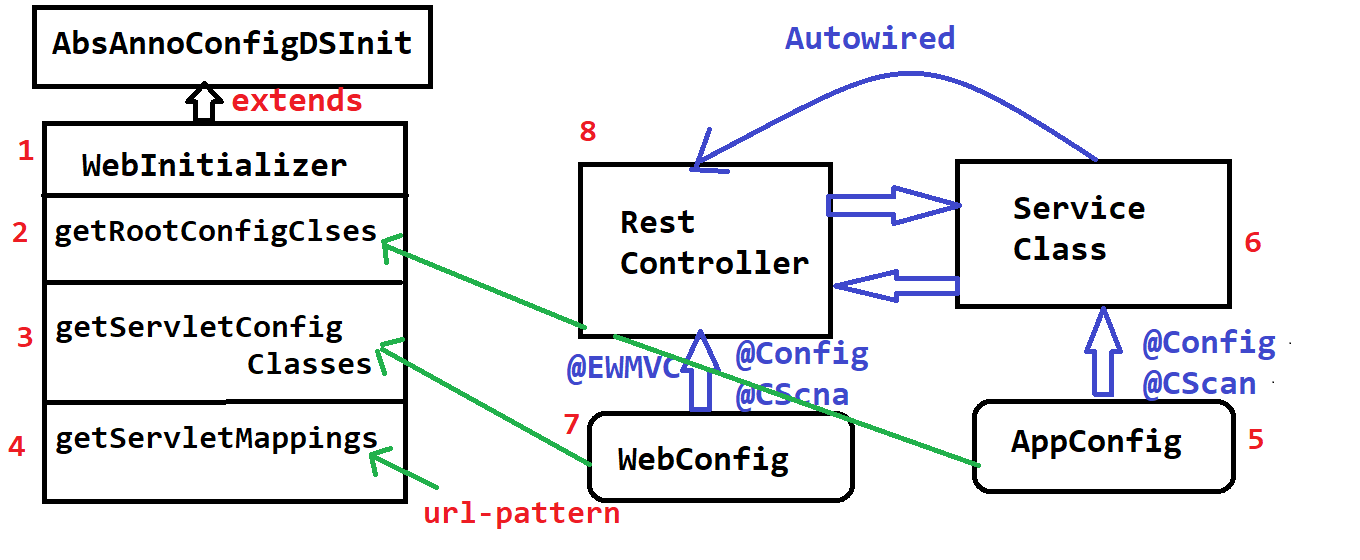 AbsAnnoConfigDSInit
extends
1
WebInitializer
2
getRootConfigClses
3
getServletConfig
Classes
4
getServletMappings
url-pattern
Autowired
8
Rest
Controller
Service
Class
6
@EWMVC
@Config
@CScna
@Config
@CScan
7
WebConfig
AppConfig
5